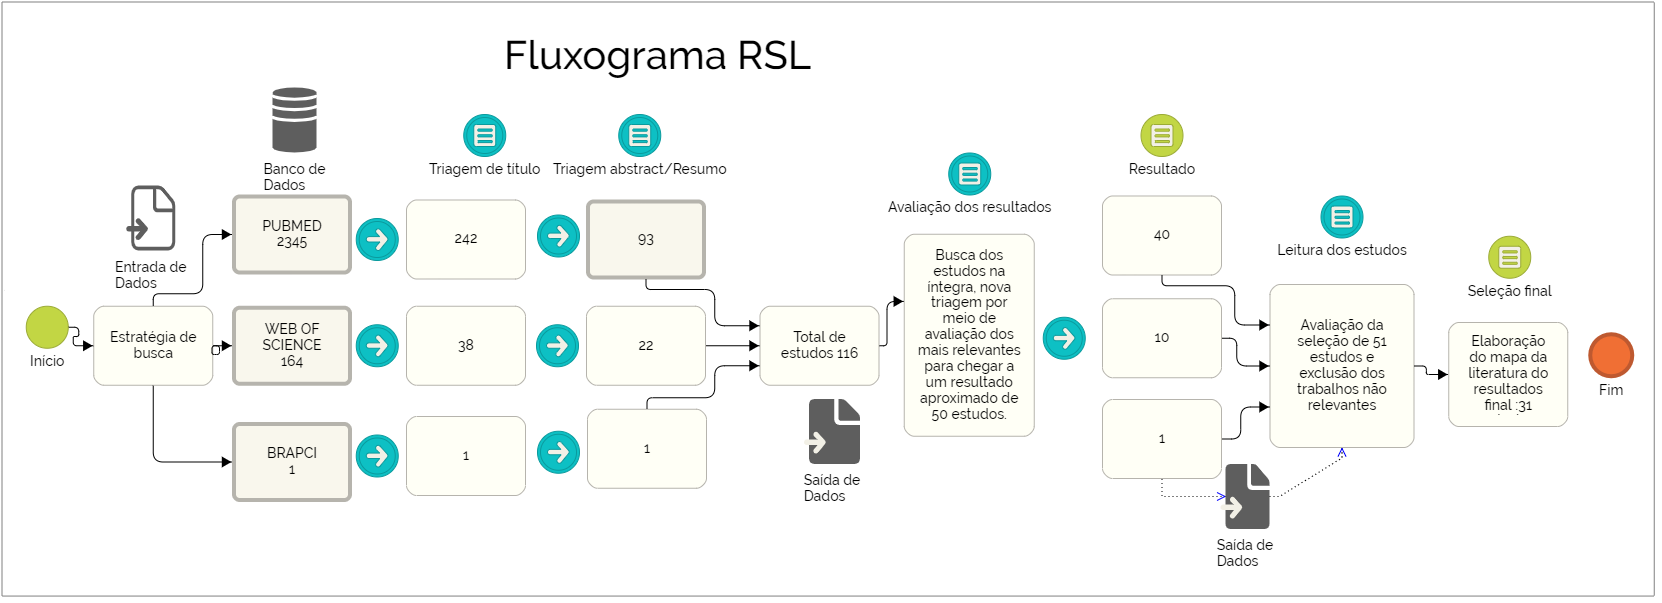 Fluxograma RSL
Banco de
Dados
Triagem de título
Triagem abstract/Resumo
Resultado
Avaliação dos resultados
Leitura dos estudos
Seleção final
Entrada de
Dados
Início
Estratégia de
busca
PUBMED
2345
242
93
WEB OF
SCIENCE
164
38
22
BRAPCI
1
1
1
Total de
estudos 116
Saída de
Dados
Busca dos
estudos na
integra, nova
triagem por
meio de
avaliação dos
mais relevantes
para chegar a
um resultado
aproximado de
50 estudos.
40
10
1
Saída de
Dados
Avaliação da
seleção de 51
estudos e
exclusão dos
trabalhos não
relevantes
Elaboração
do mapa da
literatura do
resultados
final :31
Fim